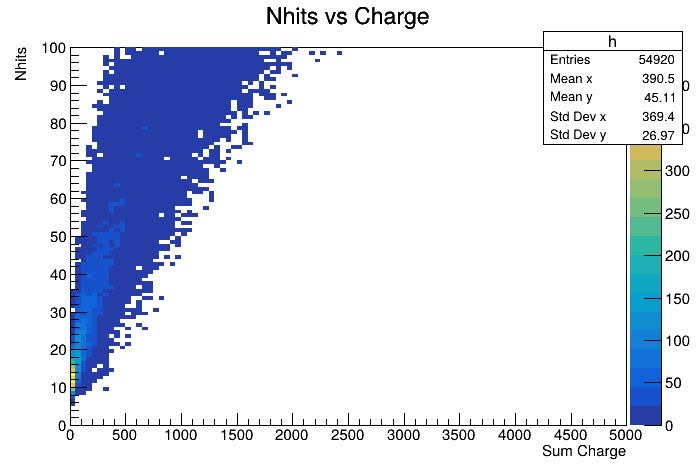 Nhits vs Charge
h
Entries 54920
Mean x 390.5
Mean y 45.11
Std Dev x 369.4
Std Dev y 26.97
Nhits
100
90
80
70
60
50
40
30
20
10
0
0 500 1000 1500 2000 2500 3000 3500 4000 4500 5000
Sum Charge
300
250
200
150
100
50
0